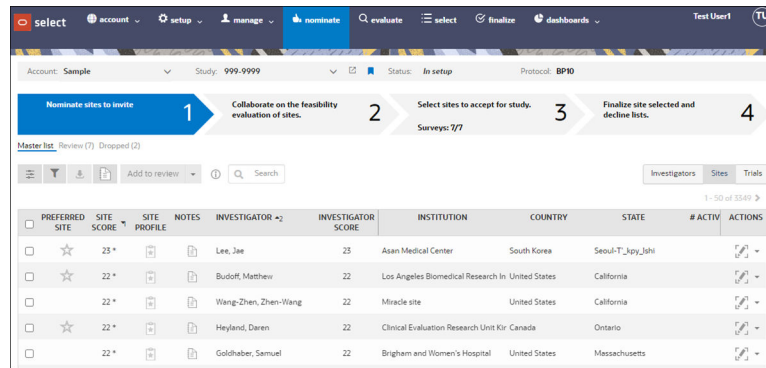 select account setup manage nominate evaluate select finalize dashboards Test User1 TU
Account: Sample Study: 999-9999 Status: In setup Protocol: BP10
Nominate sites to invite 1 Collaborate on the feasibility evaluation of sites. 2 Select sites to accept for study. Surveys: 7/7 3 Finalize site selected and decline lists. 4
Master list Review (7) Dropped (2)
Add to review Search Investigators Sites Trials
1 - 50 of 3349
PREFERRED SITE SITE SCORE SITE PROFILE NOTES INVESTIGATOR 2 INVESTIGATOR SCORE INSTITUTION COUNTRY STATE # ACTIV ACTIONS
23 * Lee, Jae 23 Asan Medical Center South Korea Seoul-T'_kpy_Ishi
22 * Budoff, Matthew 22 Los Angeles Biomedical Research In United States California
22 * Wang-Zhen, Zhen-Wang 22 Miracle site United States California
22 * Heyland, Daren 22 Clinical Evaluation Research Unit Kir Canada Ontario
22 * Goldhaber, Samuel 22 Brigham and Women's Hospital United States Massachusetts